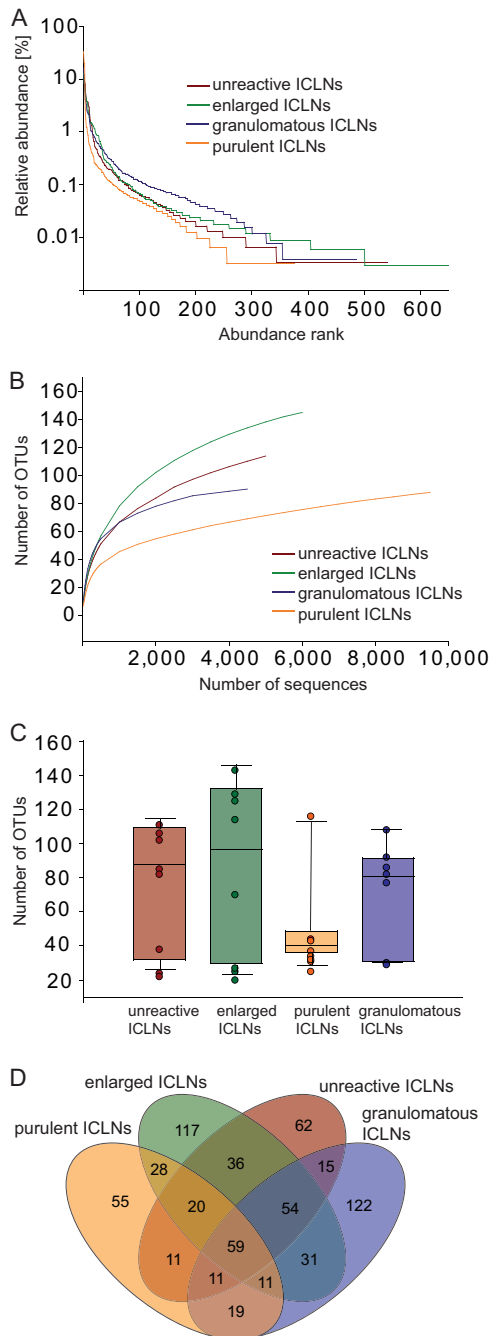 A
Relative abundance [%]
100
10
1
0.1
0.01
unreactive ICLNs
enlarged ICLNs
granulomatous ICLNs
purulent ICLNs
100 200 300 400 500 600
Abundance rank
B
Number of OTUs
160
140
120
100
80
60
40
20
0
unreactive ICLNs
enlarged ICLNs
granulomatous ICLNs
purulent ICLNs
2,000 4,000 6,000 8,000 10,000
Number of sequences
C
Number of OTUs
160
140
120
100
80
60
40
20
unreactive ICLNs
enlarged ICLNs
purulent ICLNs
granulomatous ICLNs
D
enlarged ICLNs
unreactive ICLNs
purulent ICLNs
granulomatous ICLNs
117
62
28
36
15
55
20
54
122
59
11
11
11
31
19